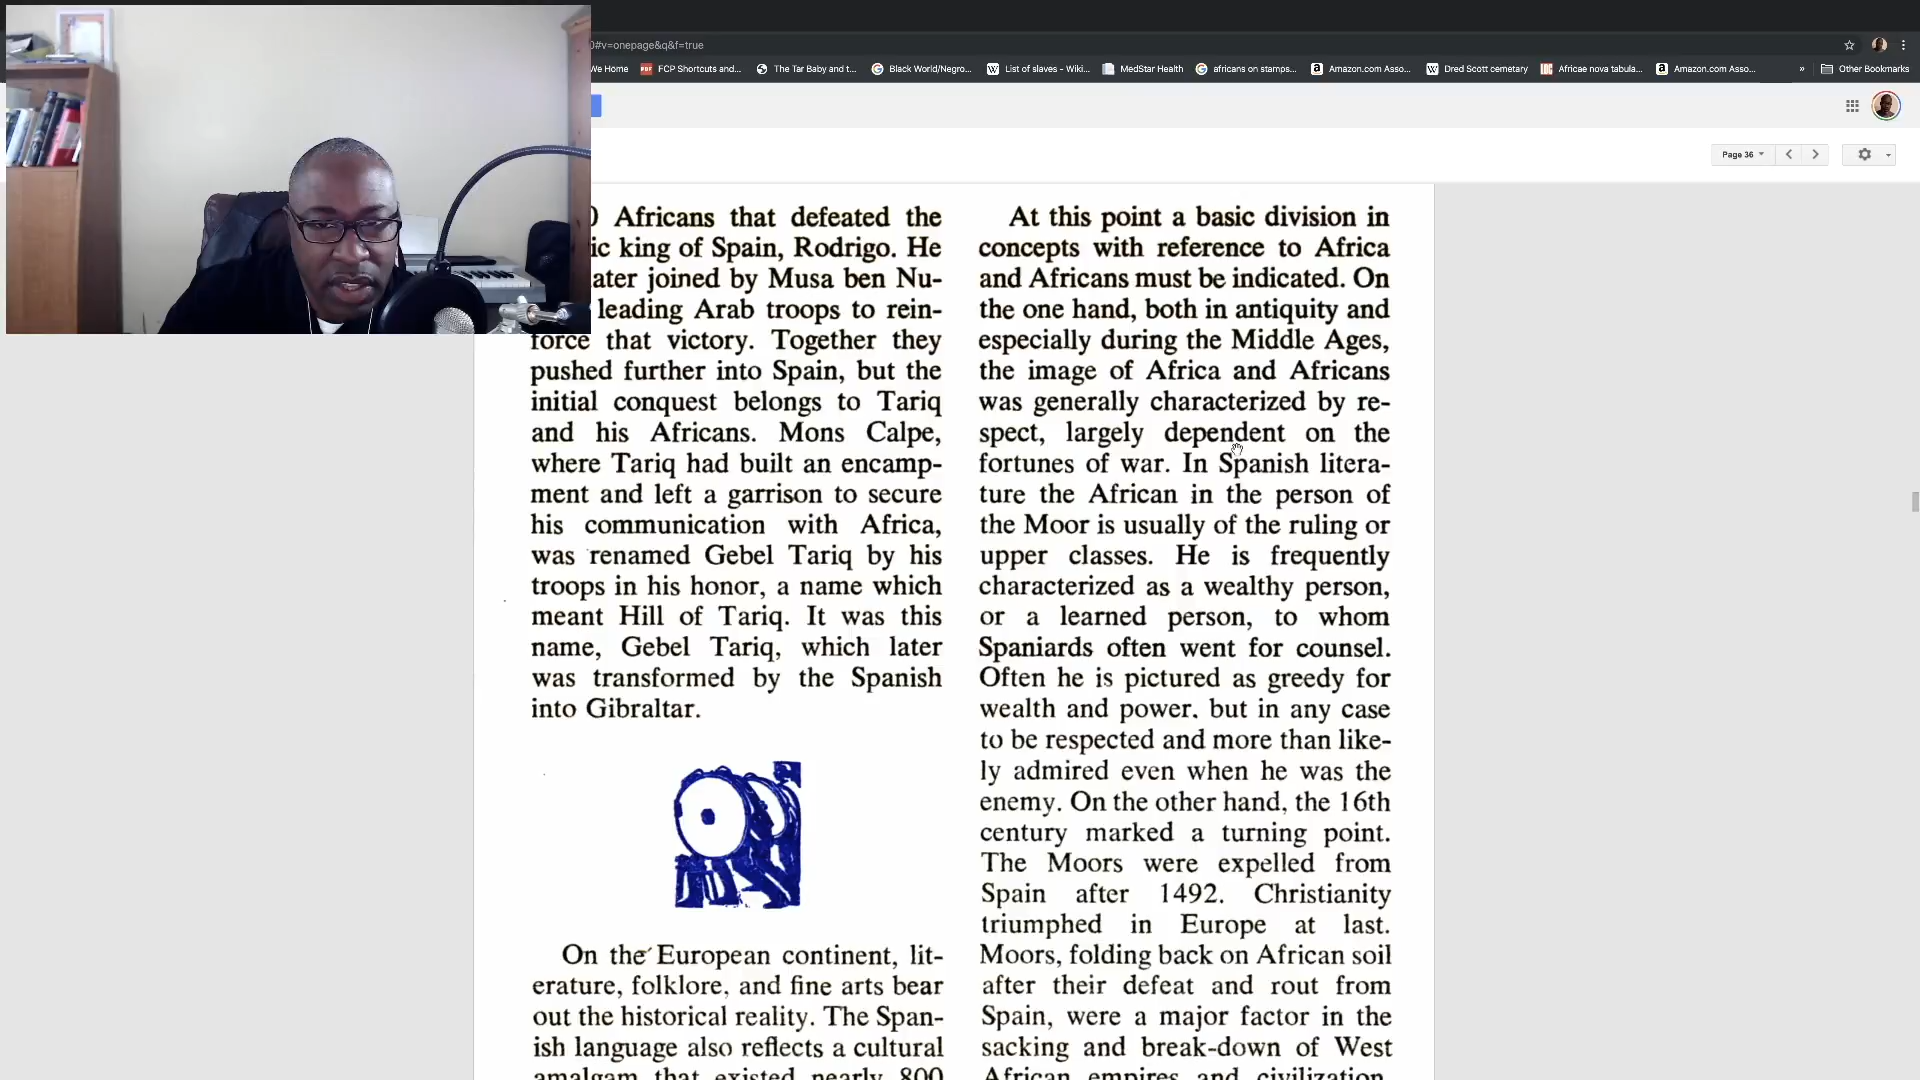 0#v=onepage&q&f=true
We Home
FCP Shortcuts and...
The Tar Baby and t...
Black World/Negro...
List of slaves - Wiki...
MedStar Health
africans on stamps...
Amazon.com Asso...
Dred Scott cemetary
Africae nova tabula...
Amazon.com Asso...
»
Other Bookmarks
Page 36
Africans that defeated the
ic king of Spain, Rodrigo. He
ater joined by Musa ben Nu-
leading Arab troops to rein-
force that victory. Together they
pushed further into Spain, but the
initial conquest belongs to Tariq
and his Africans. Mons Calpe,
where Tariq had built an encamp-
ment and left a garrison to secure
his communication with Africa,
was renamed Gebel Tariq by his
troops in his honor, a name which
meant Hill of Tariq. It was this
name, Gebel Tariq, which later
was transformed by the Spanish
into Gibraltar.
On the European continent, lit-
erature, folklore, and fine arts bear
out the historical reality. The Span-
ish language also reflects a cultural
amalgam that existed nearly 800
At this point a basic division in
concepts with reference to Africa
and Africans must be indicated. On
the one hand, both in antiquity and
especially during the Middle Ages,
the image of Africa and Africans
was generally characterized by re-
spect, largely dependent on the
fortunes of war. In Spanish litera-
ture the African in the person of
the Moor is usually of the ruling or
upper classes. He is frequently
characterized as a wealthy person,
or a learned person, to whom
Spaniards often went for counsel.
Often he is pictured as greedy for
wealth and power, but in any case
to be respected and more than like-
ly admired even when he was the
enemy. On the other hand, the 16th
century marked a turning point.
The Moors were expelled from
Spain after 1492. Christianity
triumphed in Europe at last.
Moors, folding back on African soil
after their defeat and rout from
Spain, were a major factor in the
sacking and break-down of West
African empires and civilization.